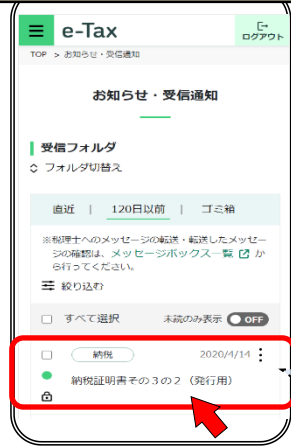 e-Tax
ログアウト
TOP > お知らせ・受信通知
お知らせ・受信通知
受信フォルダ
フォルダ切替え
直近 | 120日以前 | ゴミ箱
※税理士へのメッセージの転送・転送したメッセー
ジの確認は、メッセージボックス一覧 か
ら行ってください。
絞り込む
すべて選択 未読のみ表示 OFF
納税 2020/4/14
納税証明書その3の2（発行用）